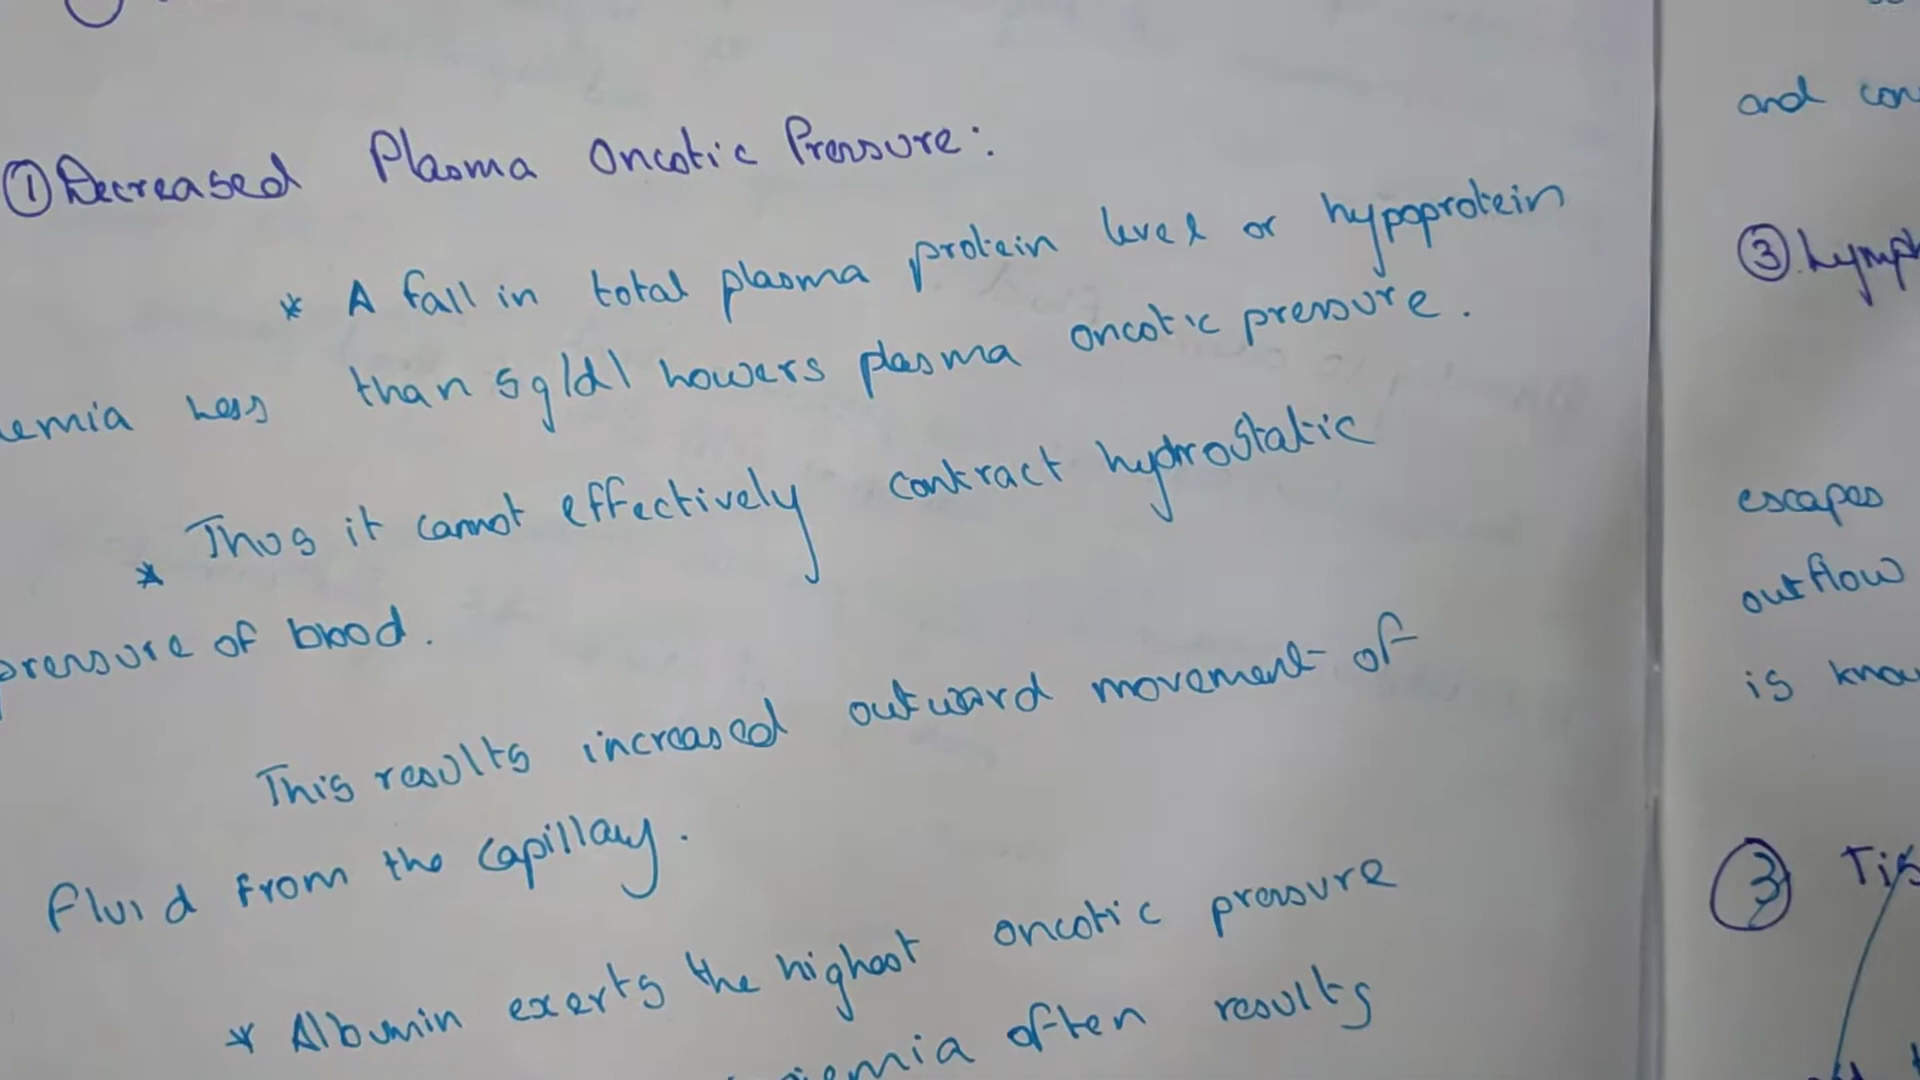 ① Decreased Plasma Oncotic Pressure:
* A fall in total plasma protein level or hypoprotein
emia Less than 5g/dl Lowers plasma oncotic pressure.
* Thus it cannot effectively contract hydrostatic
pressure of blood.
This results increased outward movement of
fluid from the capillary.
* Albumin exerts the highest oncotic pressure
often results
and
③ Lymph
escapes
outflow
is
③